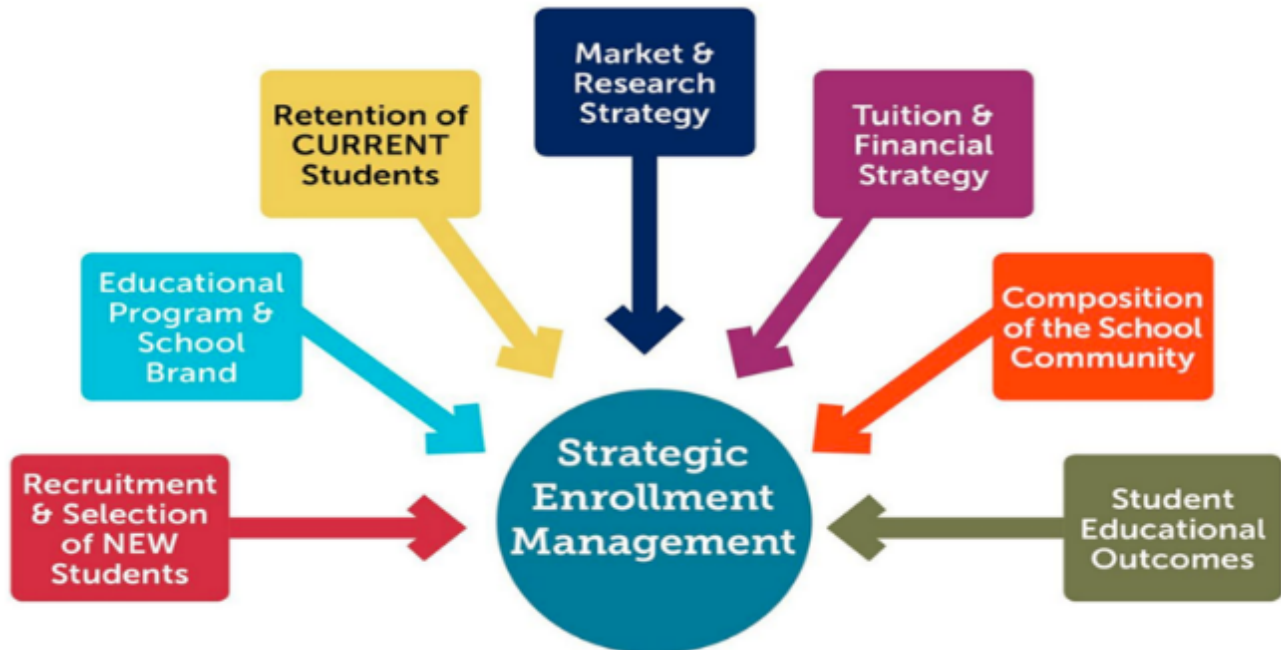 Market &
Research
Strategy
Retention of
CURRENT
Students
Tuition &
Financial
Strategy
Educational
Program &
School
Brand
Composition
of the School
Community
Recruitment
& Selection
of NEW
Students
Strategic
Enrollment
Management
Student
Educational
Outcomes